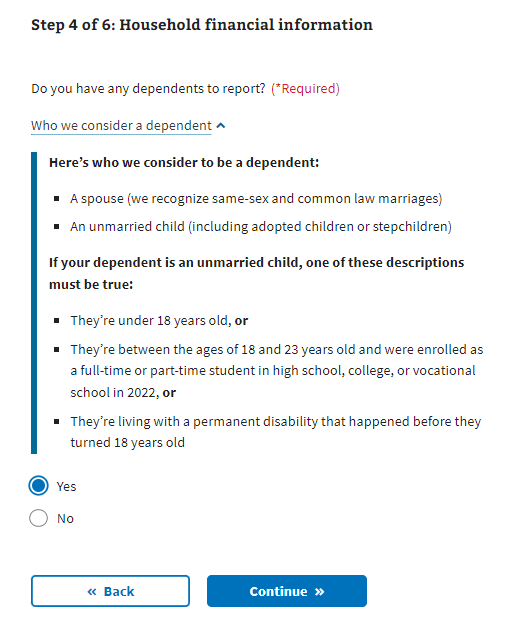 Step 4 of 6: Household financial information
Do you have any dependents to report? (*Required)
Who we consider a dependent
Here’s who we consider to be a dependent:
▪ A spouse (we recognize same-sex and common law marriages)
▪ An unmarried child (including adopted children or stepchildren)
If your dependent is an unmarried child, one of these descriptions
must be true:
▪ They’re under 18 years old, or
▪ They’re between the ages of 18 and 23 years old and were enrolled as
a full-time or part-time student in high school, college, or vocational
school in 2022, or
▪ They’re living with a permanent disability that happened before they
turned 18 years old
Yes
No
« Back
Continue »